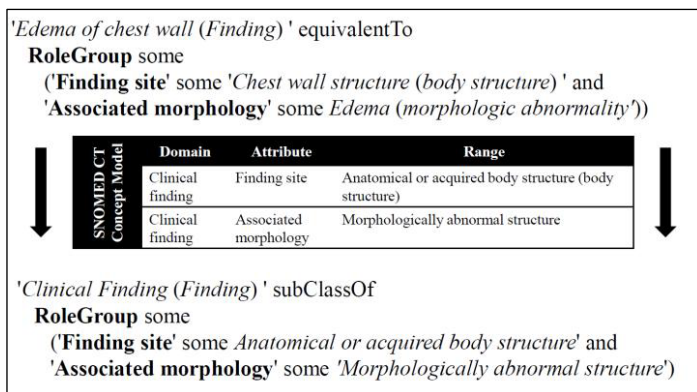 'Edema of chest wall (Finding) ' equivalentTo
RoleGroup some
('Finding site' some 'Chest wall structure (body structure) ' and
'Associated morphology' some Edema (morphologic abnormality'))
SNOMED CT
Concept Model
Domain Attribute Range
Clinical finding Finding site Anatomical or acquired body structure (body structure)
Clinical finding Associated morphology Morphologically abnormal structure
'Clinical Finding (Finding) ' subClassOf
RoleGroup some
('Finding site' some Anatomical or acquired body structure' and
'Associated morphology' some 'Morphologically abnormal structure')